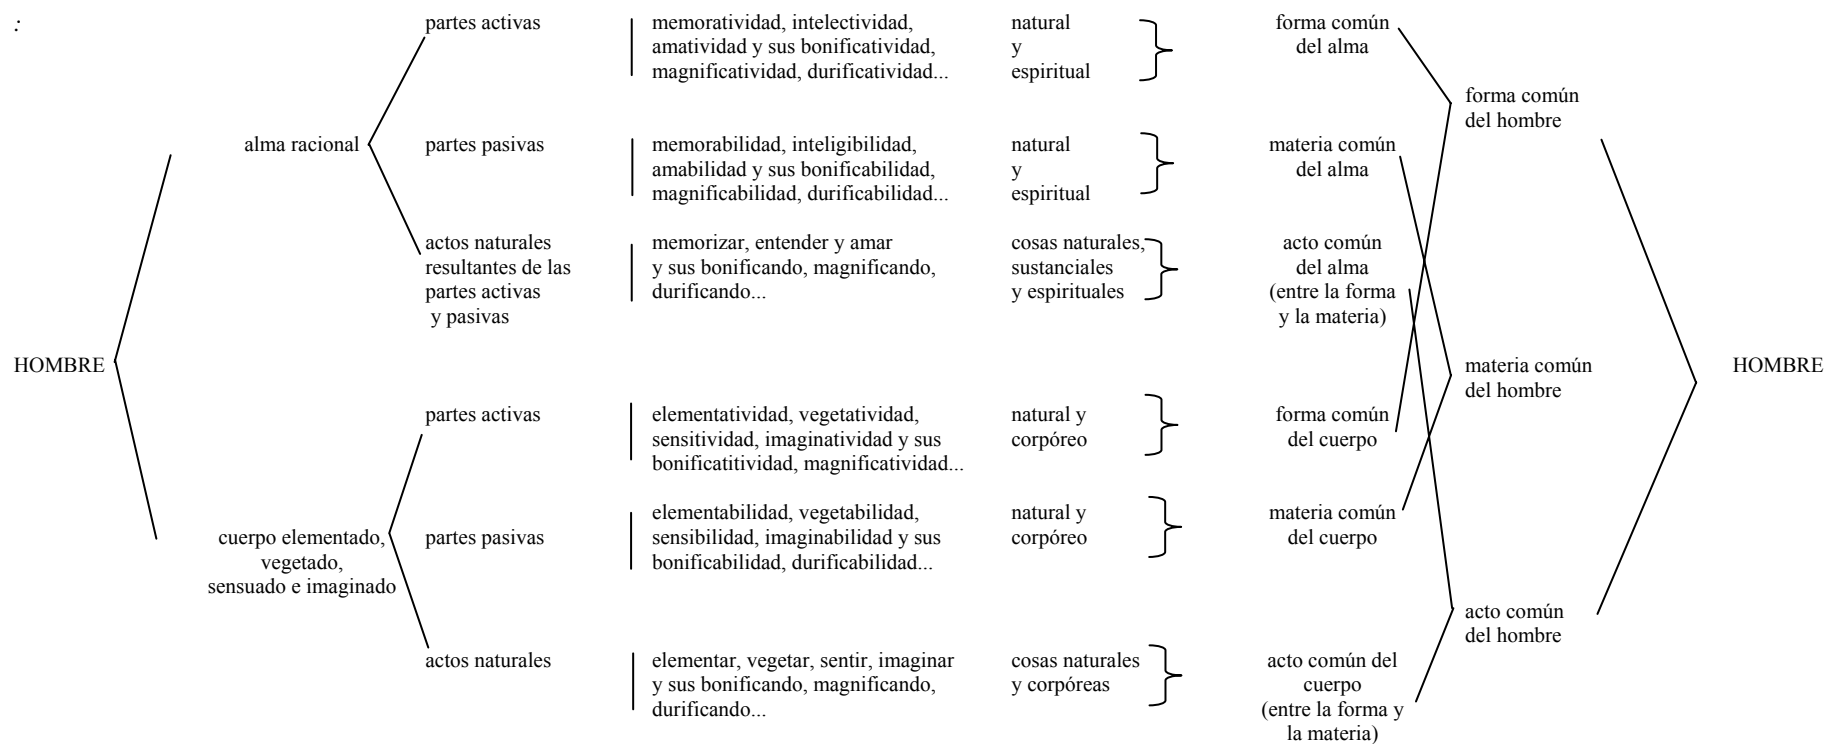 :
partes activas
memoratividad, intelectividad,
amatividad y sus bonificatividad,
magnificatividad, durificatividad...
natural
y
espiritual
forma común
del alma
forma común
del hombre
alma racional
partes pasivas
memorabilidad, inteligibilidad,
amabilidad y sus bonificabilidad,
magnificabilidad, durificabilidad...
natural
y
espiritual
materia común
del alma
actos naturales
resultantes de las
partes activas
y pasivas
memorizar, entender y amar
y sus bonificando, magnificando,
durificando...
cosas naturales,
sustanciales
y espirituales
acto común
del alma
(entre la forma
y la materia)
HOMBRE
materia común
del hombre
HOMBRE
partes activas
elementatividad, vegetatividad,
sensitividad, imaginatividad y sus
bonificatitividad, magnificatividad...
natural y
corpóreo
forma común
del cuerpo
cuerpo elementado,
vegetado,
sensuado e imaginado
partes pasivas
elementabilidad, vegetabilidad,
sensibilidad, imaginabilidad y sus
bonificabilidad, durificabilidad...
natural y
corpóreo
materia común
del cuerpo
acto común
del hombre
actos naturales
elementar, vegetar, sentir, imaginar
y sus bonificando, magnificando,
durificando...
cosas naturales
y corpóreas
acto común del
cuerpo
(entre la forma y
la materia)